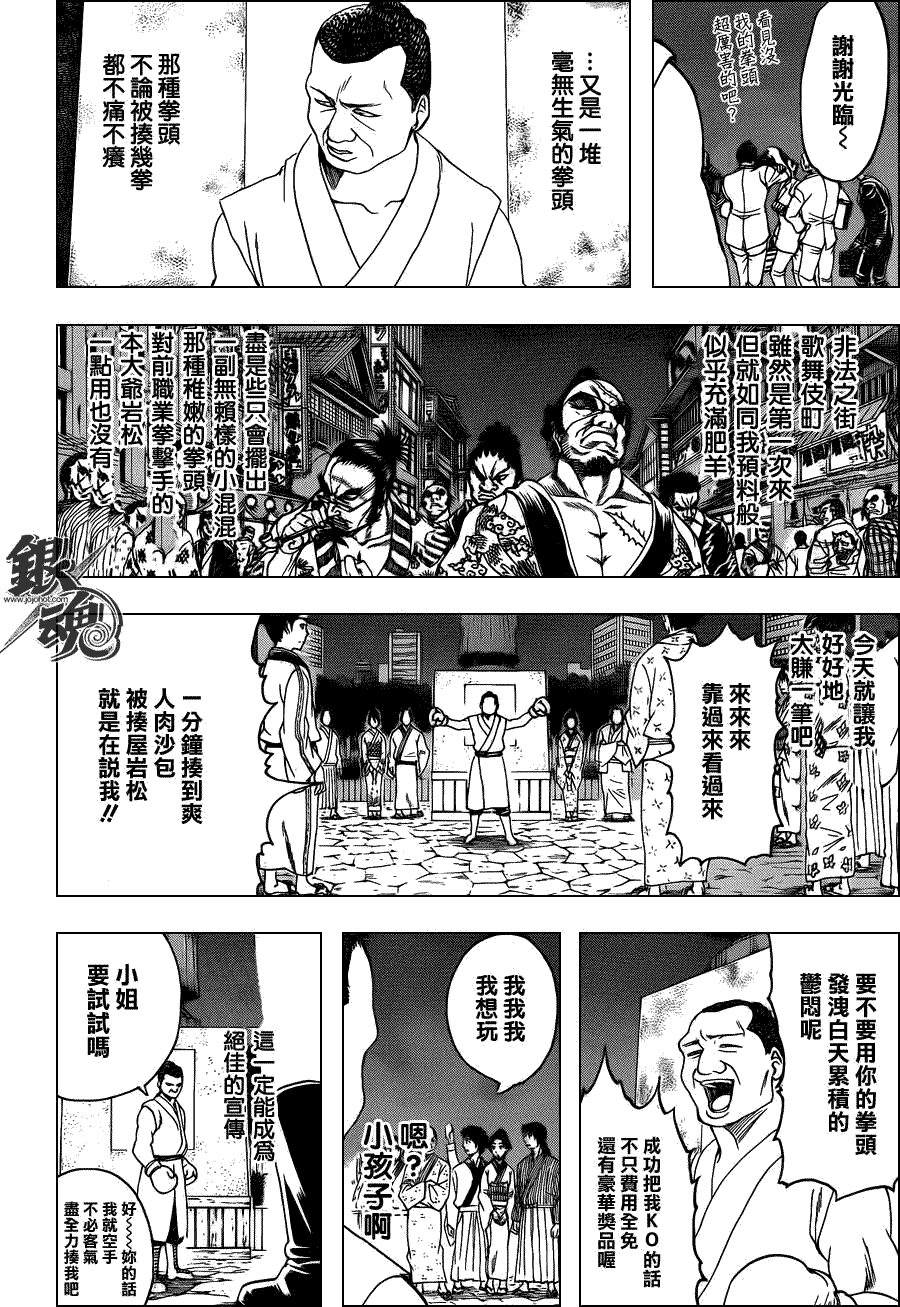 謝謝光臨～
看見沒
我的拳頭
超厲害的吧？
…又是一堆
毫無生氣的拳頭
那種拳頭
不論被揍幾拳
都不痛不癢
非法之街
歌舞伎町
雖然是第一次來
但就如同我預料般
似乎充滿肥羊
盡是些只會擺出
一副無賴樣的小混混
那種稚嫩的拳頭
對前職業拳擊手的
本大爺岩松
一點用也沒有
銀魂
www.jojohot.com
今天就讓我
好好地
大賺一筆吧
來來來
靠過來看過來
一分鐘揍到爽
人肉沙包
被揍屋岩松
就是在説我!!
要不要用你的拳頭
發洩白天累積的
鬱悶呢
成功把我KO的話
不只費用全免
還有豪華獎品喔
我我我
我想玩
嗯？
小孩子啊
小姐
要試試嗎
這一定能成為
絕佳的宣傳
好～～妳的話
我就空手
不必客氣
盡全力揍我吧